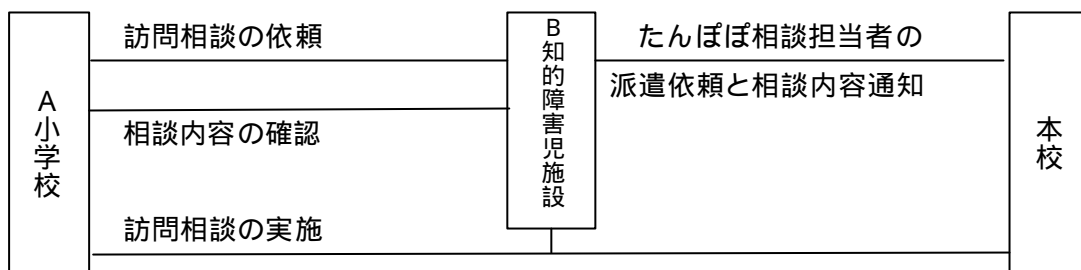 A小学校
訪問相談の依頼
相談内容の確認
訪問相談の実施
B知的障害児施設
たんぽぽ相談担当者の
派遣依頼と相談内容通知
本校